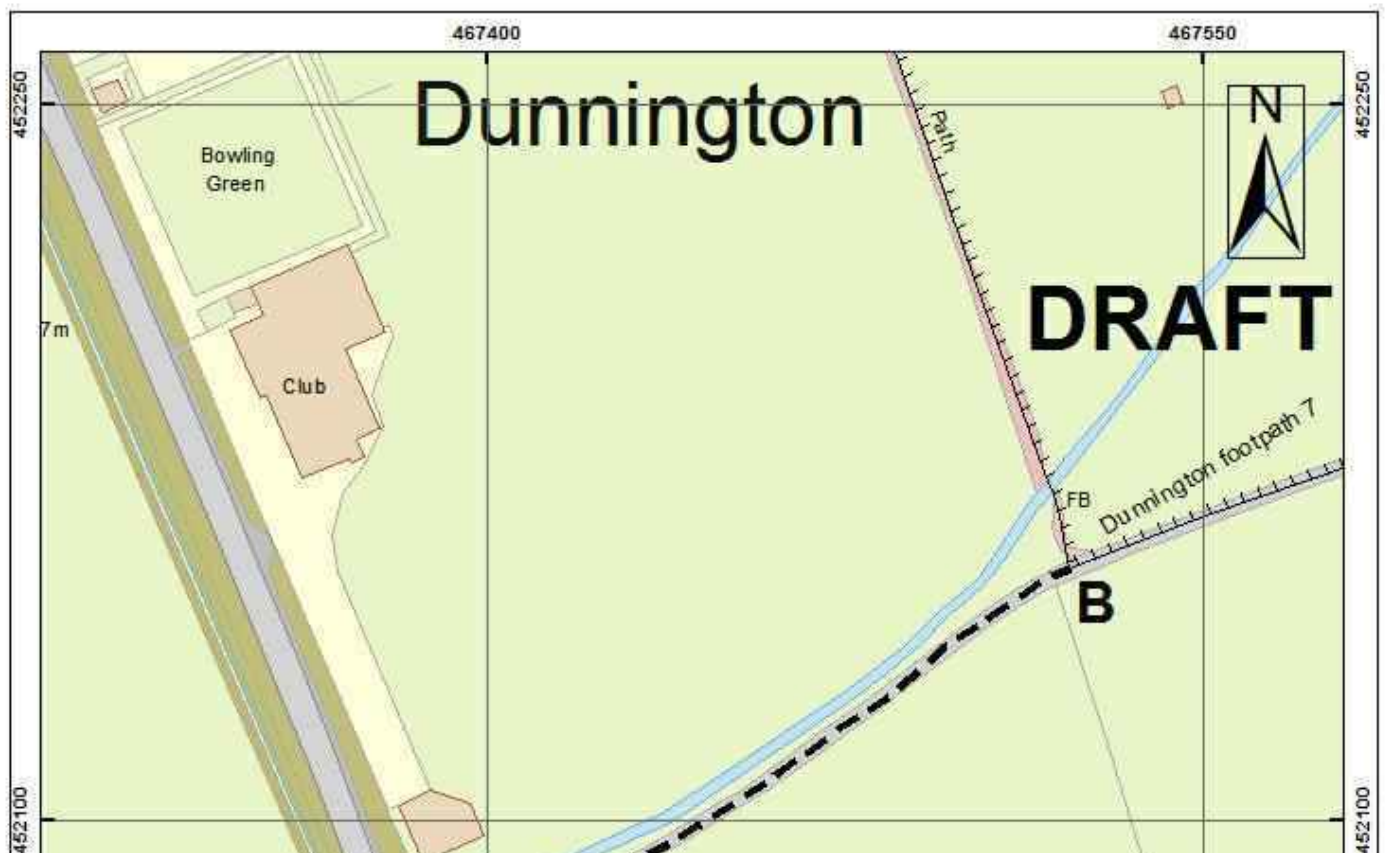 467400
467550
452250
452250
Dunnington
N
Path
Bowling
Green
DRAFT
7m
Club
Dunnington footpath 7
FB
B
452100
452100